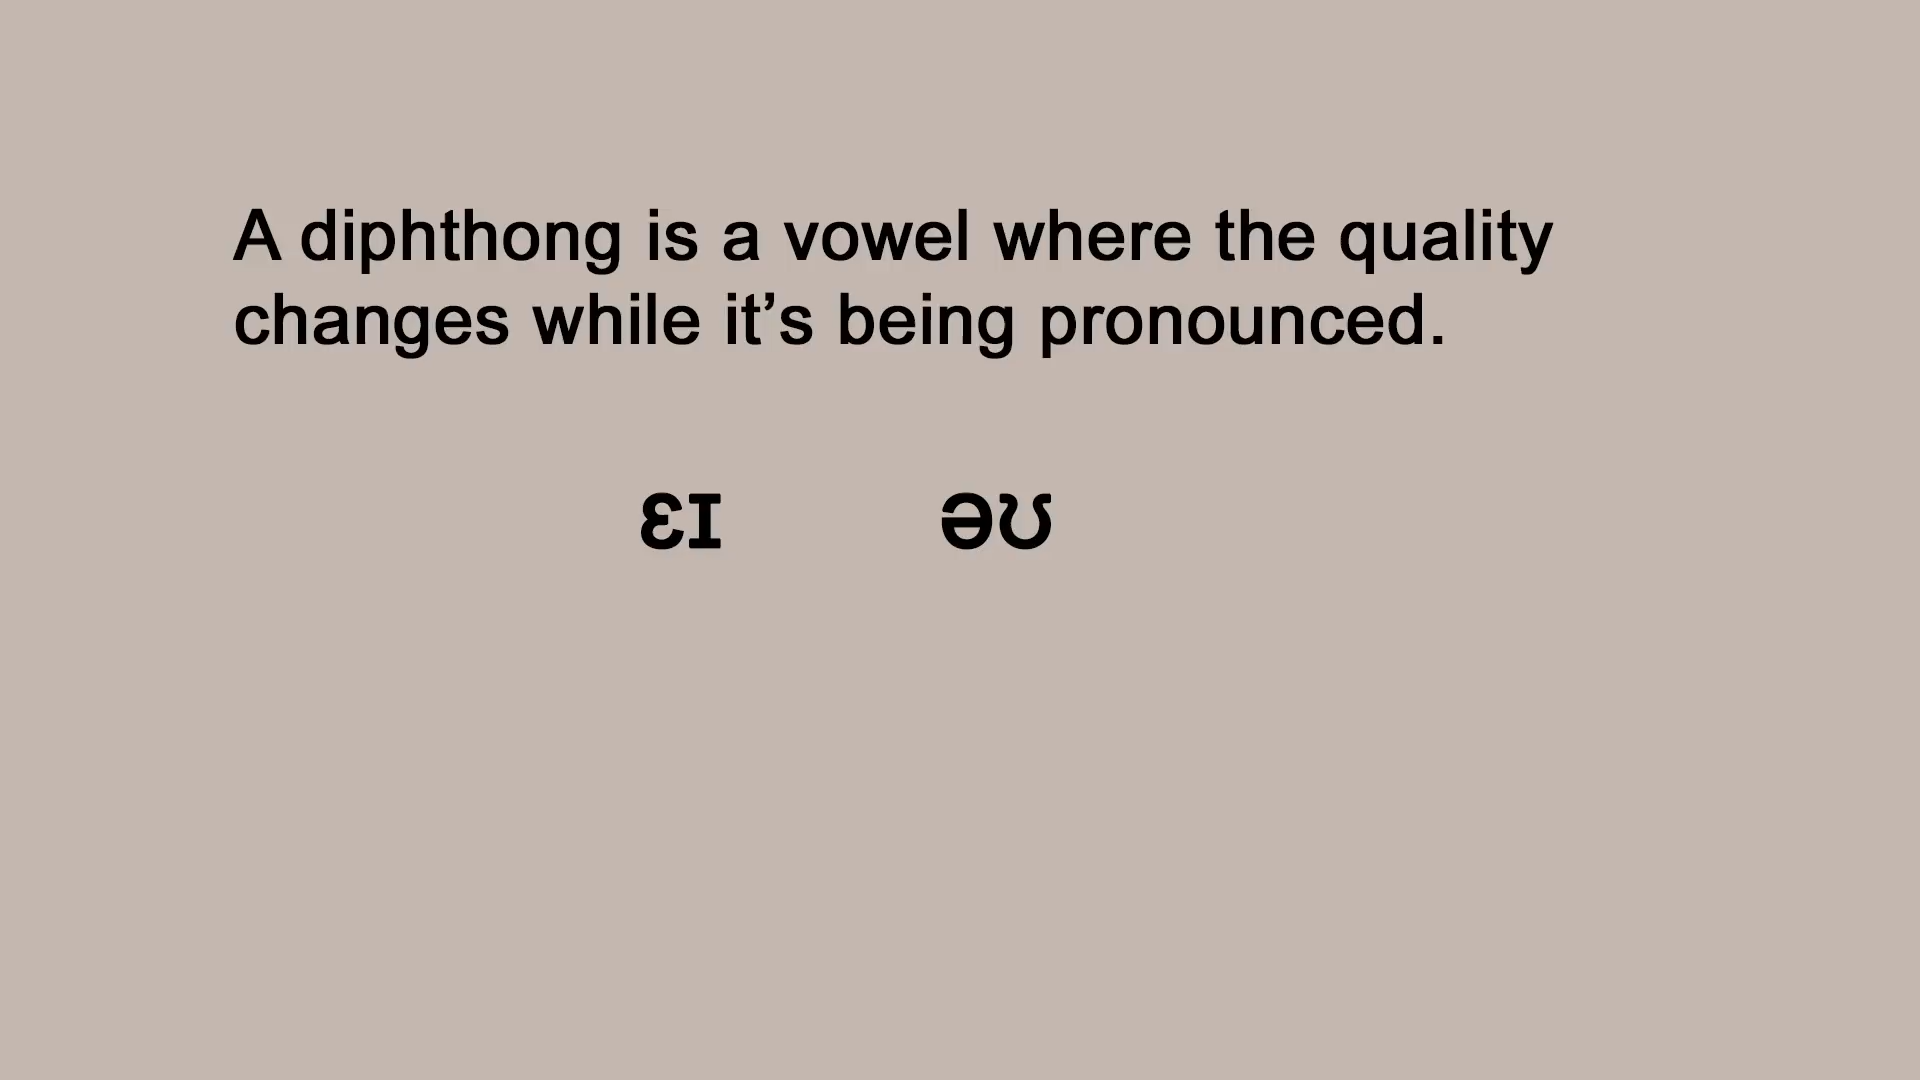 A diphthong is a vowel where the quality
changes while it’s being pronounced.
ɛɪ əʊ